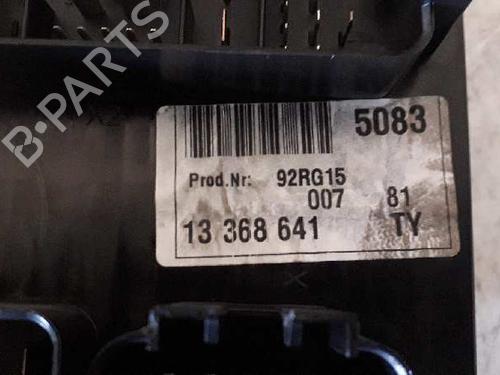 B-PARTS
5083
Prod.Nr: 92RG15
007 81
13 368 641 TY